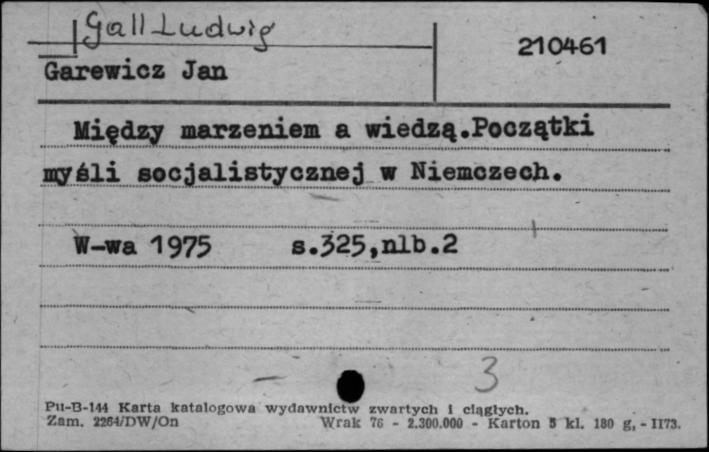 Gall Ludwig
210461
Garewicz Jan
Między marzeniem a wiedzą.Początki
myśli socjalistycznej w Niemczech.
W-wa 1975 s.325,nlb.2
3
Pu-B-144 Karta katalogowa wydawnictw zwartych i ciągłych.
Zam. 2264/DW/On Wrak 76 - 2.300.000 - Karton 5 kl. 180 g, - II73.